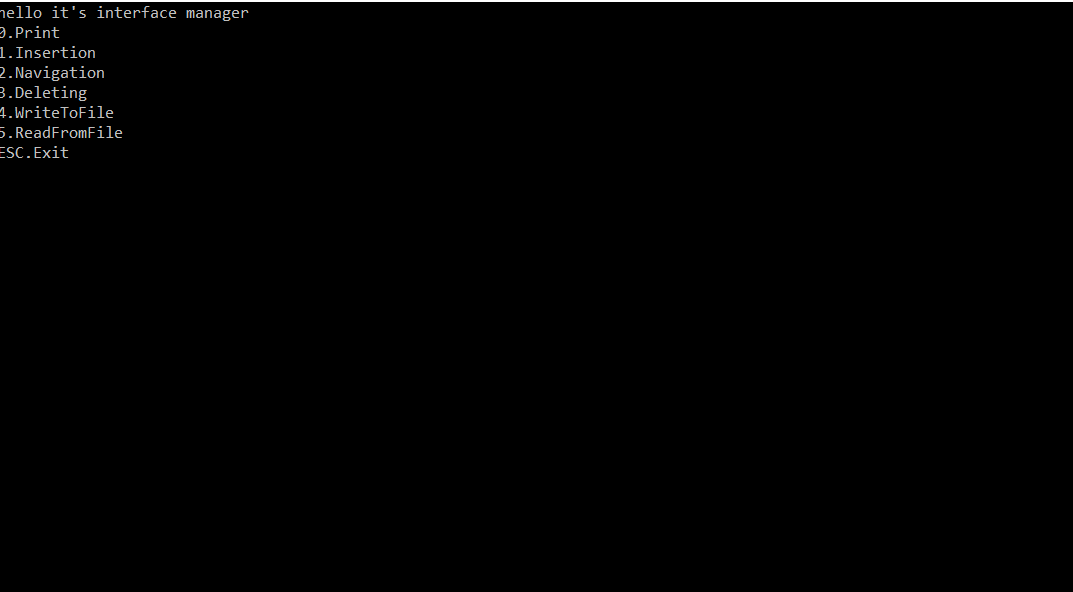 hello it's interface manager
0.Print
1.Insertion
2.Navigation
3.Deleting
4.WriteToFile
5.ReadFromFile
ESC.Exit